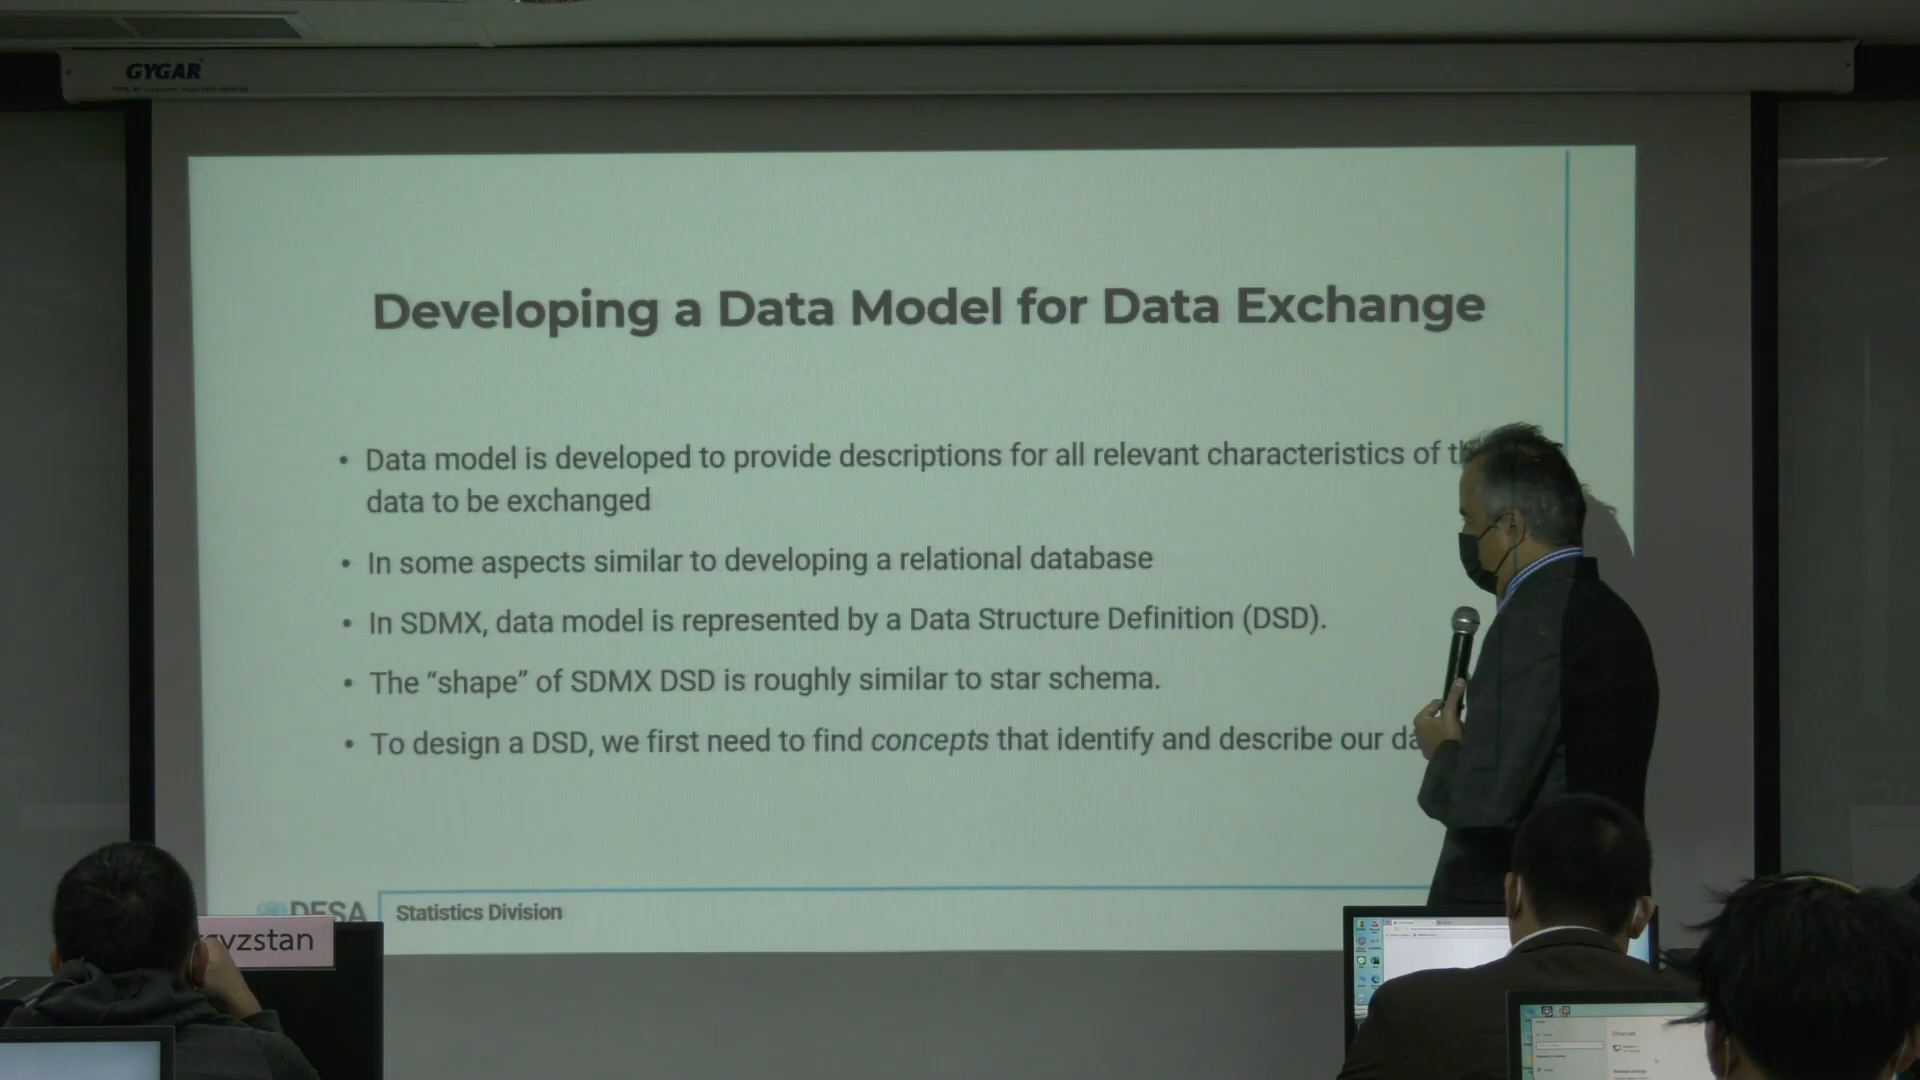 GYGAR
Developing a Data Model for Data Exchange
• Data model is developed to provide descriptions for all relevant characteristics of
data to be exchanged
• In some aspects similar to developing a relational database
• In SDMX, data model is represented by a Data Structure Definition (DSD).
• The “shape” of SDMX DSD is roughly similar to star schema.
• To design a DSD, we first need to find concepts that identify and describe our
DESA
Statistics Division
gyzstan
Ethernet